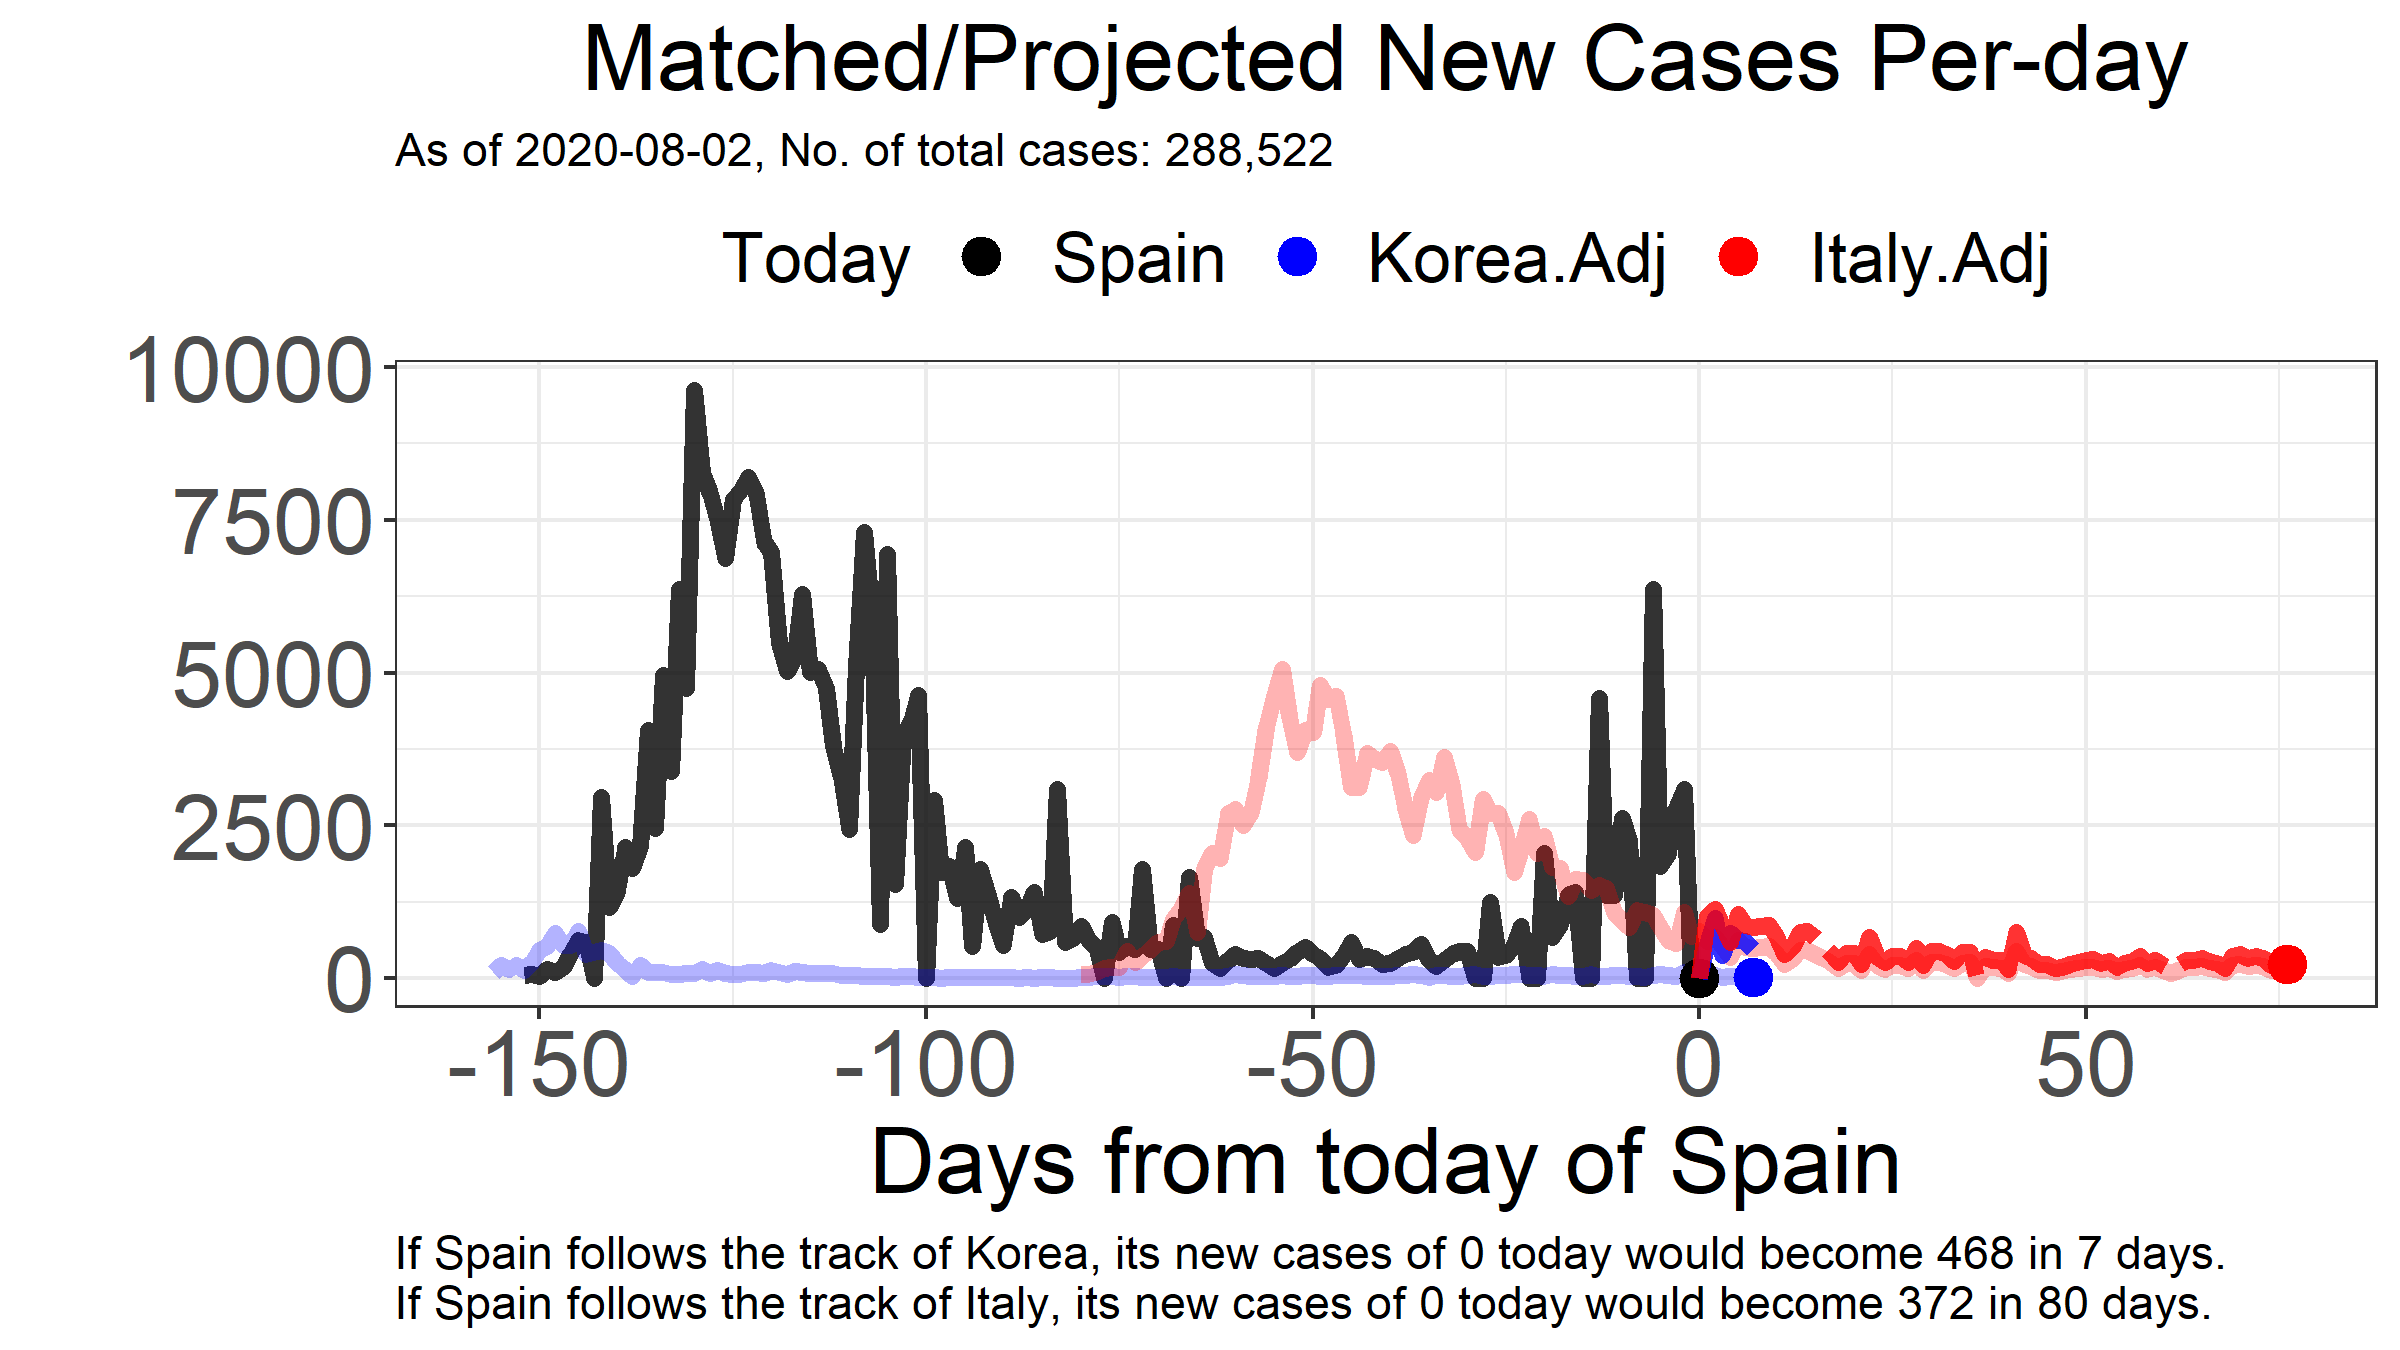 Matched/Projected New Cases Per-day
As of 2020-08-02, No. of total cases: 288,522
Today Spain Korea.Adj Italy.Adj
10000
7500
5000
2500
0
-150 -100 -50 0 50
Days from today of Spain
If Spain follows the track of Korea, its new cases of 0 today would become 468 in 7 days.
If Spain follows the track of Italy, its new cases of 0 today would become 372 in 80 days.